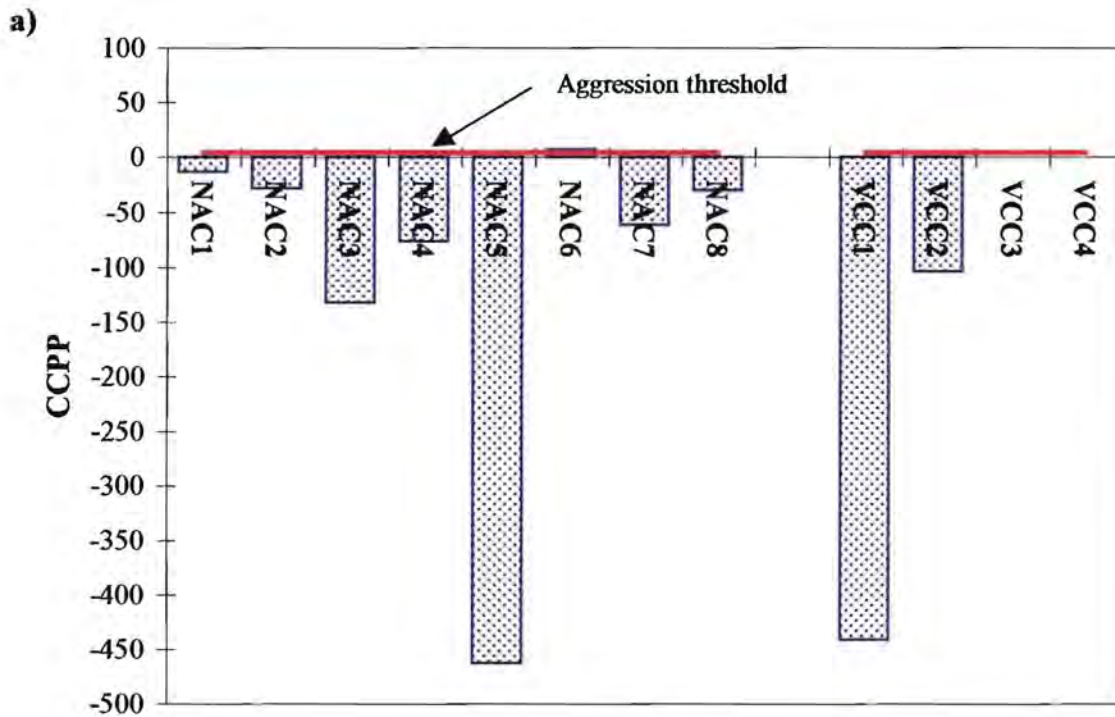 a)
100
50
0
-50
-100
-150
-200
-250
-300
-350
-400
-450
-500
CCPP
Aggression threshold
NAC1
NAC2
NAC3
NAC4
NAC5
NAC6
NAC7
NAC8
VCC1
VCC2
VCC3
VCC4